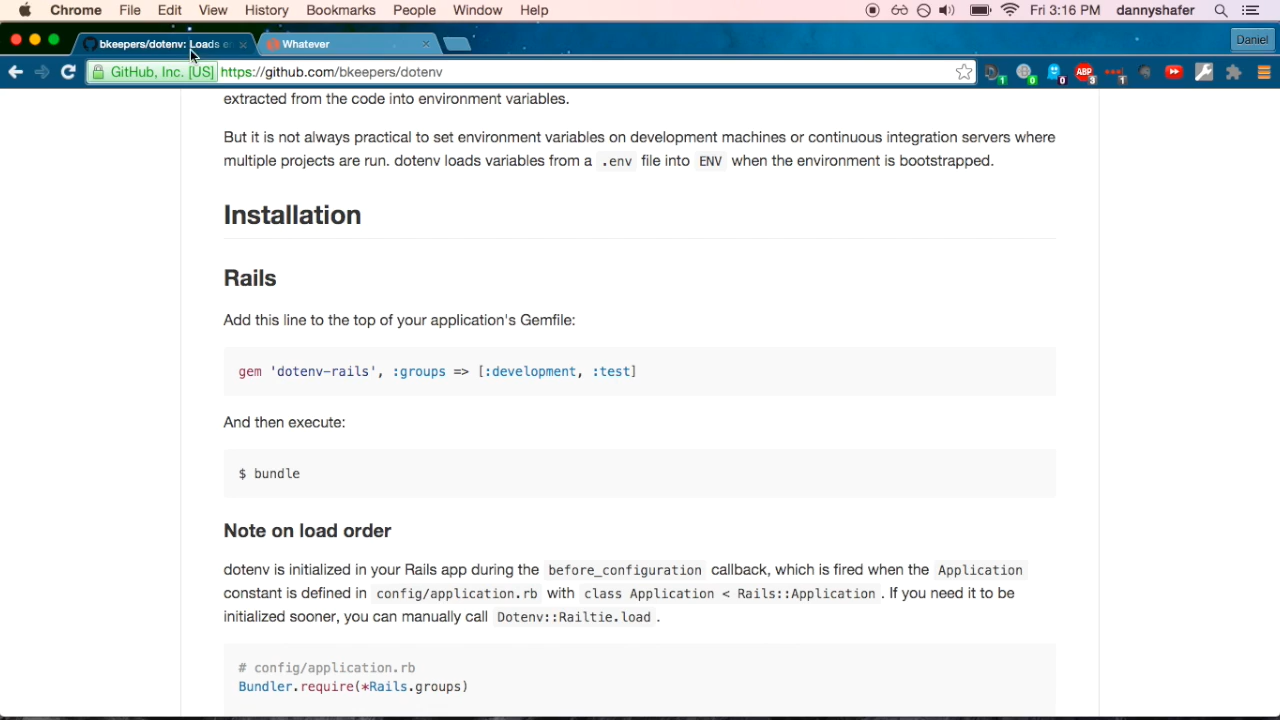 Chrome File Edit View History Bookmarks People Window Help Fri 3:16 PM dannyshafer
bkeepers/dotenv: Loads en Whatever Daniel
GitHub, Inc. [US] https://github.com/bkeepers/dotenv
extracted from the code into environment variables.
But it is not always practical to set environment variables on development machines or continuous integration servers where
multiple projects are run. dotenv loads variables from a .env file into ENV when the environment is bootstrapped.
Installation
Rails
Add this line to the top of your application's Gemfile:
gem 'dotenv-rails', :groups => [:development, :test]
And then execute:
$ bundle
Note on load order
dotenv is initialized in your Rails app during the before_configuration callback, which is fired when the Application
constant is defined in config/application.rb with class Application < Rails::Application . If you need it to be
initialized sooner, you can manually call Dotenv::Railtie.load .
# config/application.rb
Bundler.require(*Rails.groups)